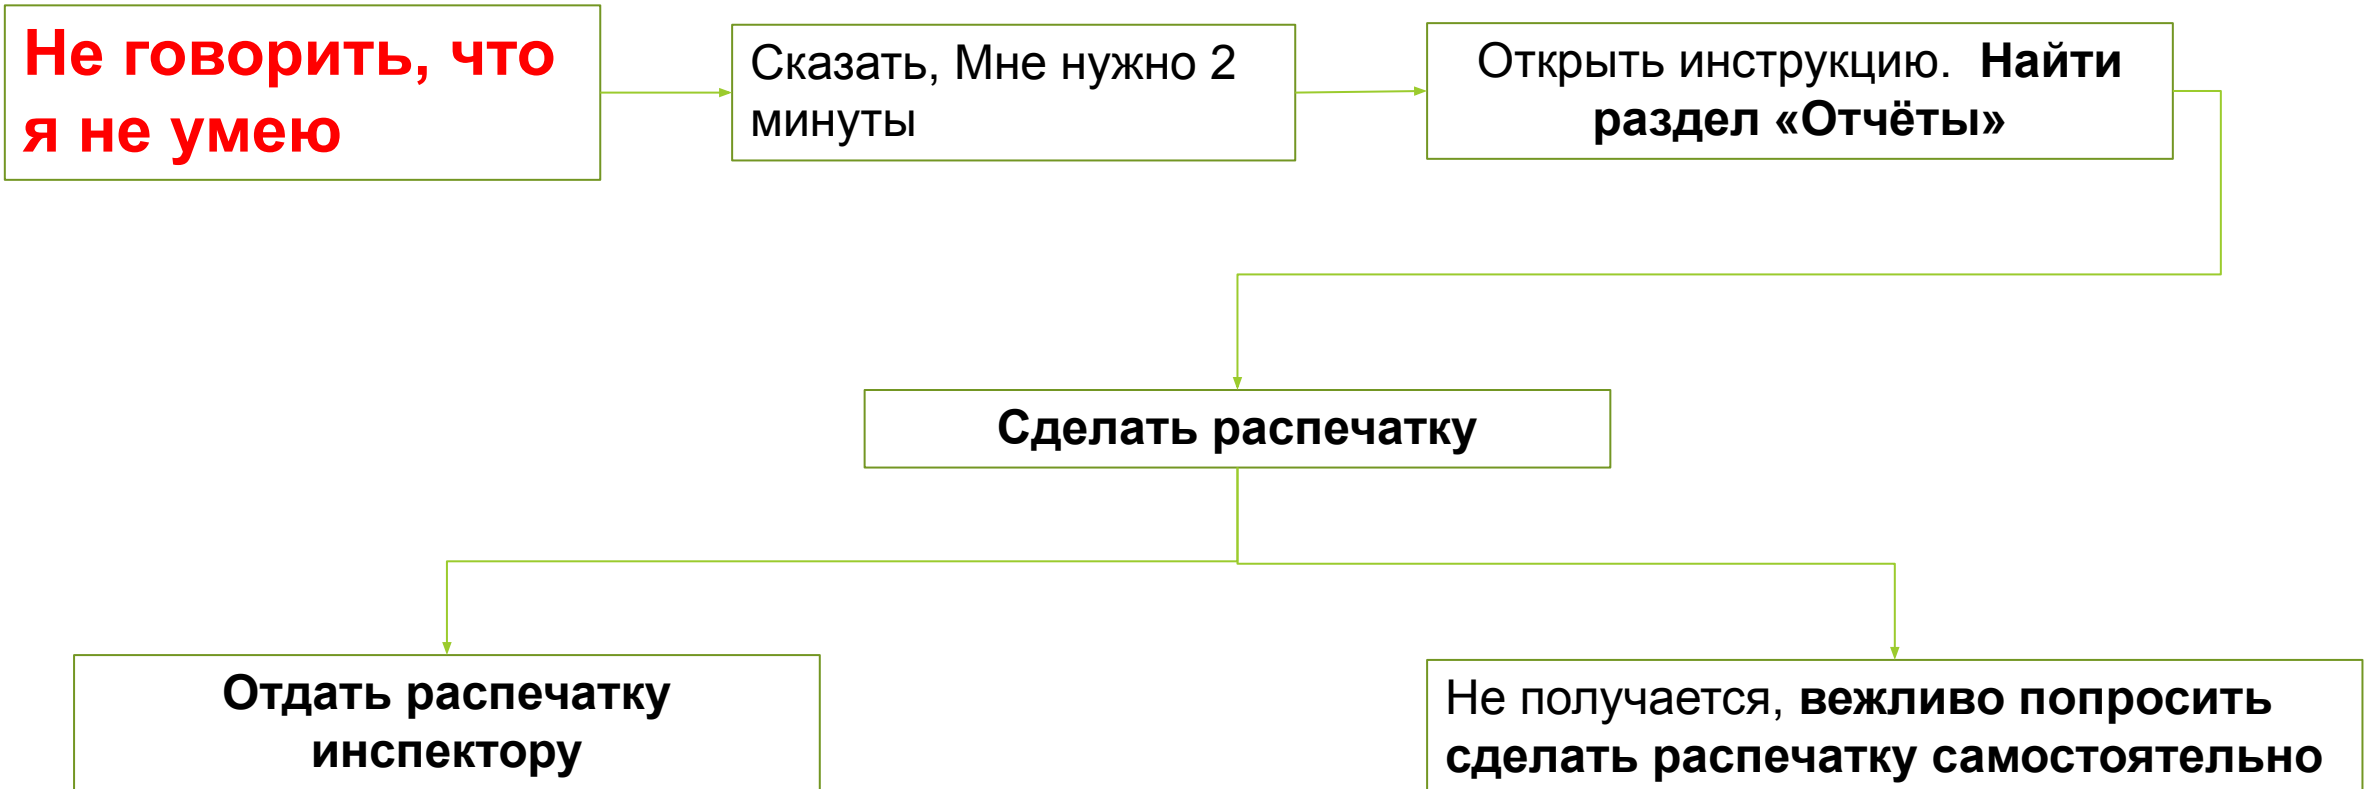 Не говорить, что
я не умею
Сказать, Мне нужно 2
минуты
Открыть инструкцию.  Найти
раздел «Отчёты»
Сделать распечатку
Отдать распечатку
инспектору
Не получается, вежливо попросить
сделать распечатку самостоятельно